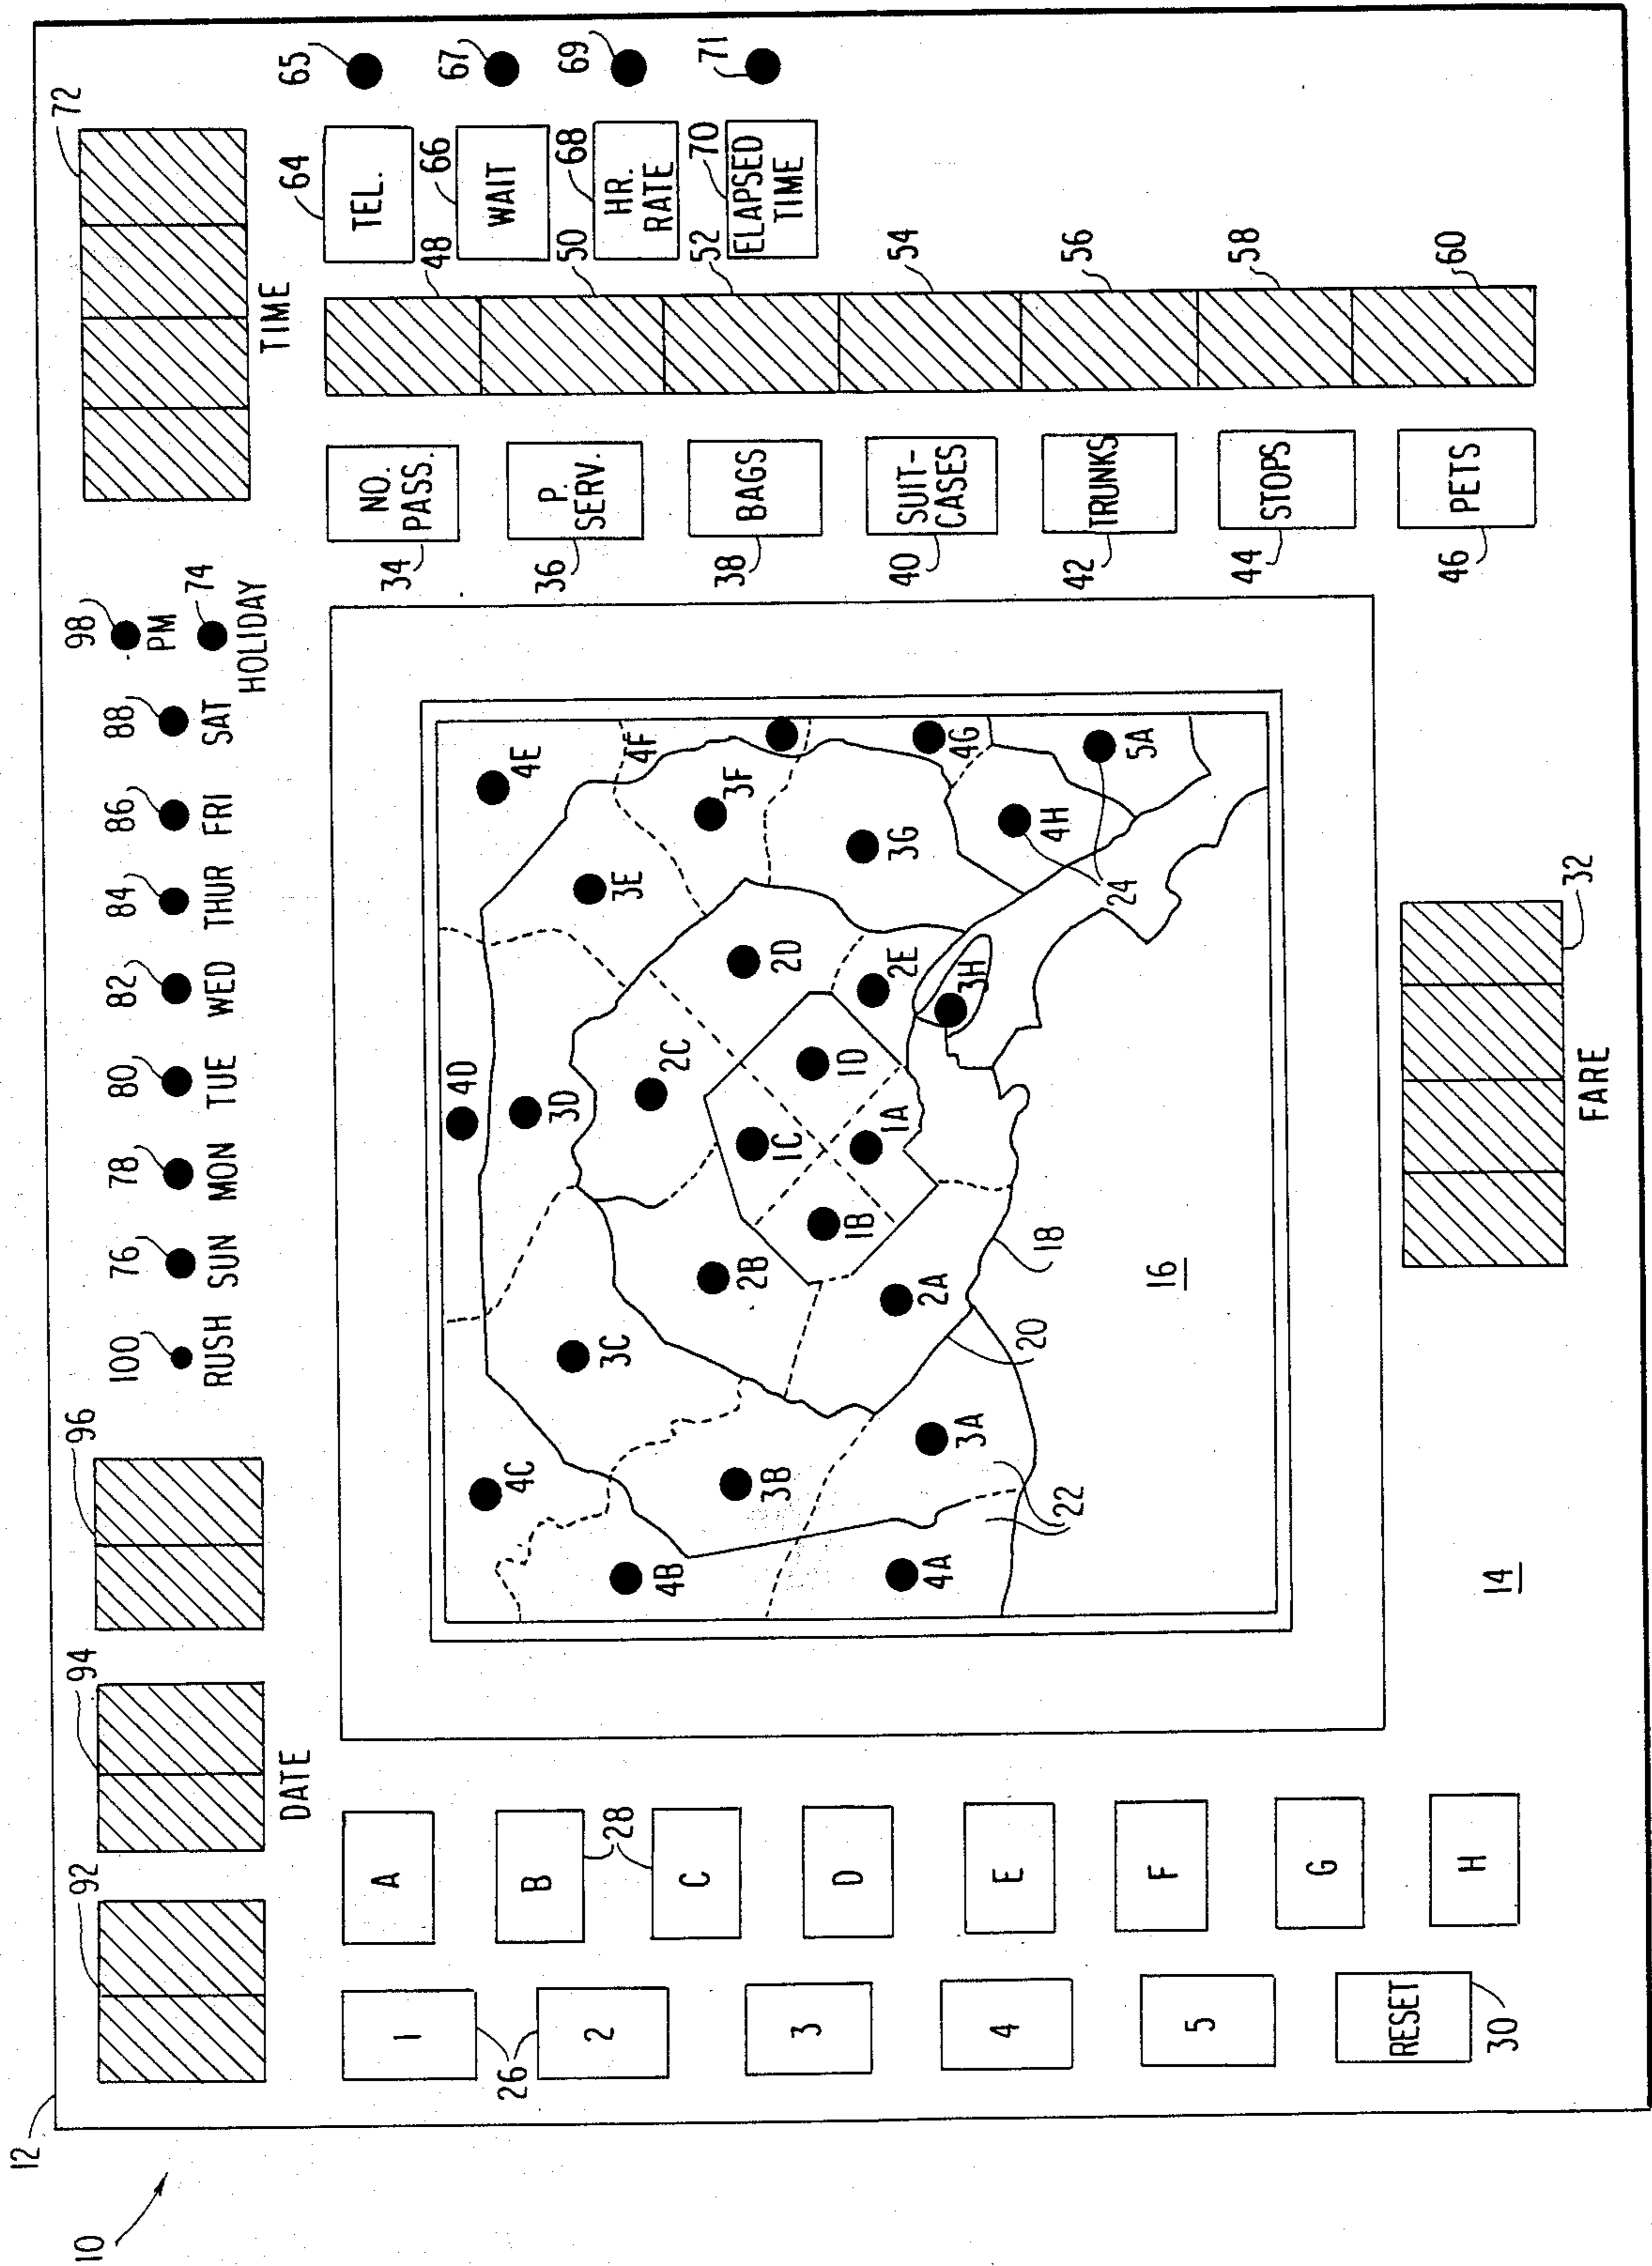 10
12
92
94
96
100
76
78
80
82
84
86
88
98
72
RUSH
SUN
MON
TUE
WED
THUR
FRI
SAT
PM
74
HOLIDAY
DATE
TIME
26
1
2
3
4
5
RESET
30
A
B
28
C
D
E
F
G
H
4C
4D
4E
3D
3C
3E
4F
4B
2C
3F
3B
2B
1C
2D
1D
1B
1A
2E
3G
4G
4A
3A
2A
3H
4H
5A
22
20
18
24
16
14
34
NO.
PASS.
36
P.
SERV.
38
BAGS
40
SUIT-
CASES
42
TRUNKS
44
STOPS
46
PETS
48
50
52
54
56
58
60
64
TEL.
65
66
WAIT
67
68
HR.
RATE
69
70
ELAPSED
TIME
71
32
FARE